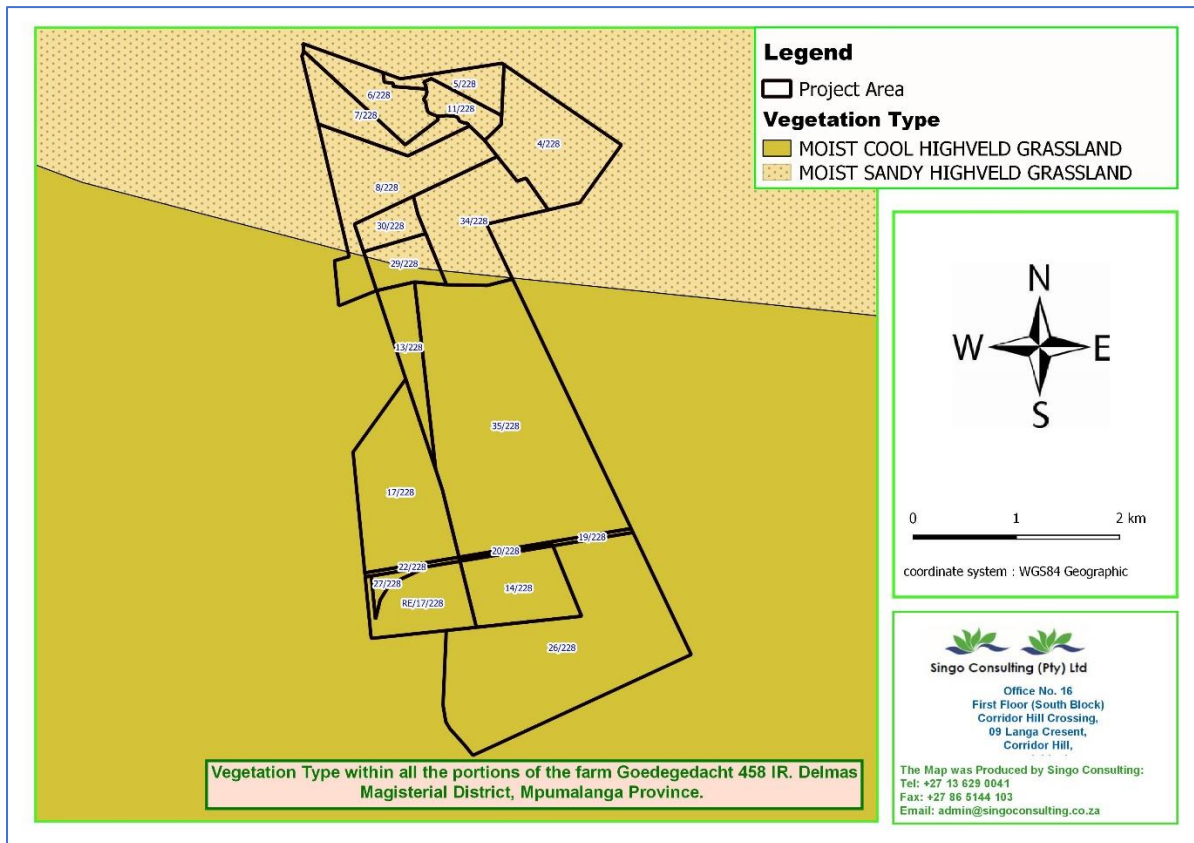 Legend
Project Area
Vegetation Type
MOIST COOL HIGHVELD GRASSLAND
MOIST SANDY HIGHVELD GRASSLAND
5/228
6/228
11/228
7/228
4/228
8/228
34/228
30/228
29/228
13/228
35/228
17/228
19/228
20/228
22/228
27/228
14/228
RE/17/228
26/228
N
W E
S
0 1 2 km
coordinate system : WGS84 Geographic
Singo Consulting (Pty) Ltd
Office No. 16
First Floor (South Block)
Corridor Hill Crossing,
09 Langa Cresent,
Corridor Hill,
The Map was Produced by Singo Consulting:
Tel: +27 13 629 0041
Fax: +27 86 5144 103
Email: admin@singoconsulting.co.za
Vegetation Type within all the portions of the farm Goedegedacht 458 IR. Delmas
Magisterial District, Mpumalanga Province.